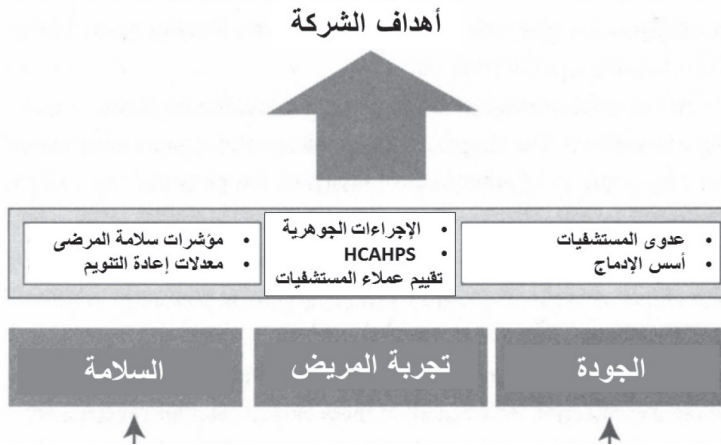 أهداف الشركة
• عدوى المستشفيات
• أسس الإدماج
• الإجراءات الجوهرية
• HCAHPS
تقييم عملاء المستشفيات
• مؤشرات سلامة المرضى
• معدلات إعادة التنويم
الجودة
تجربة المريض
السلامة